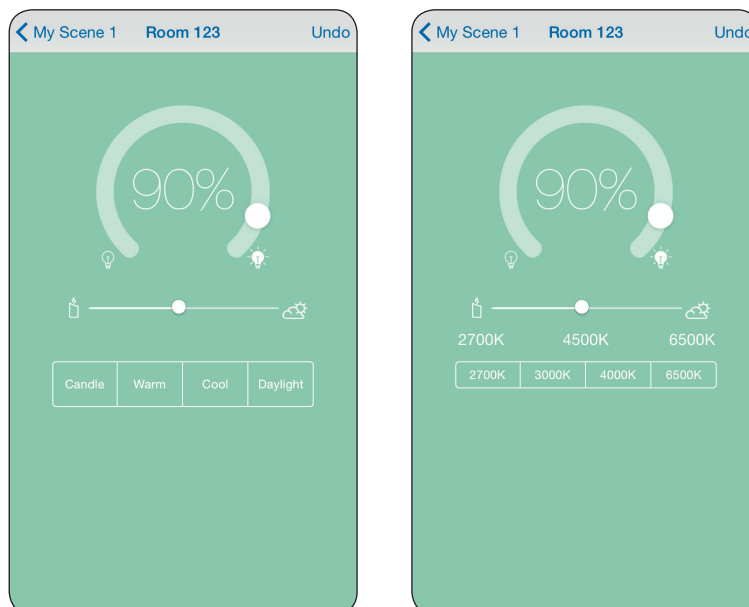 My Scene 1 Room 123 Undo
90%
Candle Warm Cool Daylight
My Scene 1 Room 123 Undo
90%
2700K 4500K 6500K
2700K 3000K 4000K 6500K